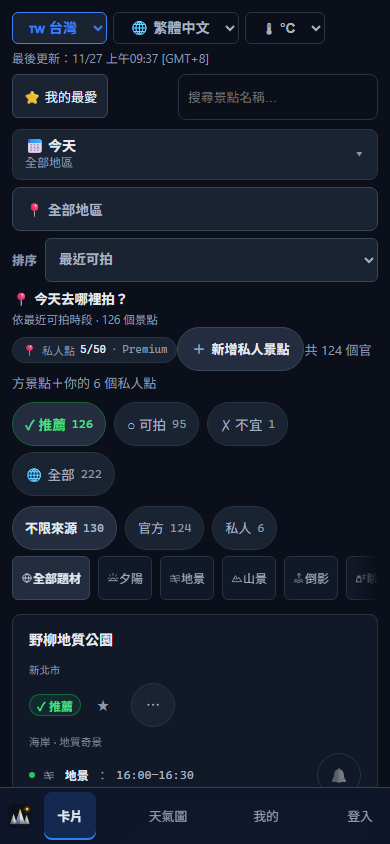 TW 台灣 繁體中文 °C
最後更新：11/27 上午09:37 [GMT+8]
我的最愛 搜尋景點名稱...
今天
全部地區
全部地區
排序 最近可拍
今天去哪裡拍？
依最近可拍時段 · 126 個景點
私人點 5/50 · Premium ＋ 新增私人景點 共 124 個官
方景點＋你的 6 個私人點
✓ 推薦 126 ○ 可拍 95 ✗ 不宜 1
全部 222
不限來源 130 官方 124 私人 6
全部題材 夕陽 地景 山景 倒影
野柳地質公園
新北市
✓ 推薦 ★ ⋯
海岸 · 地質奇景
地景 ： 16:00–16:30
卡片 天氣圖 我的 登入